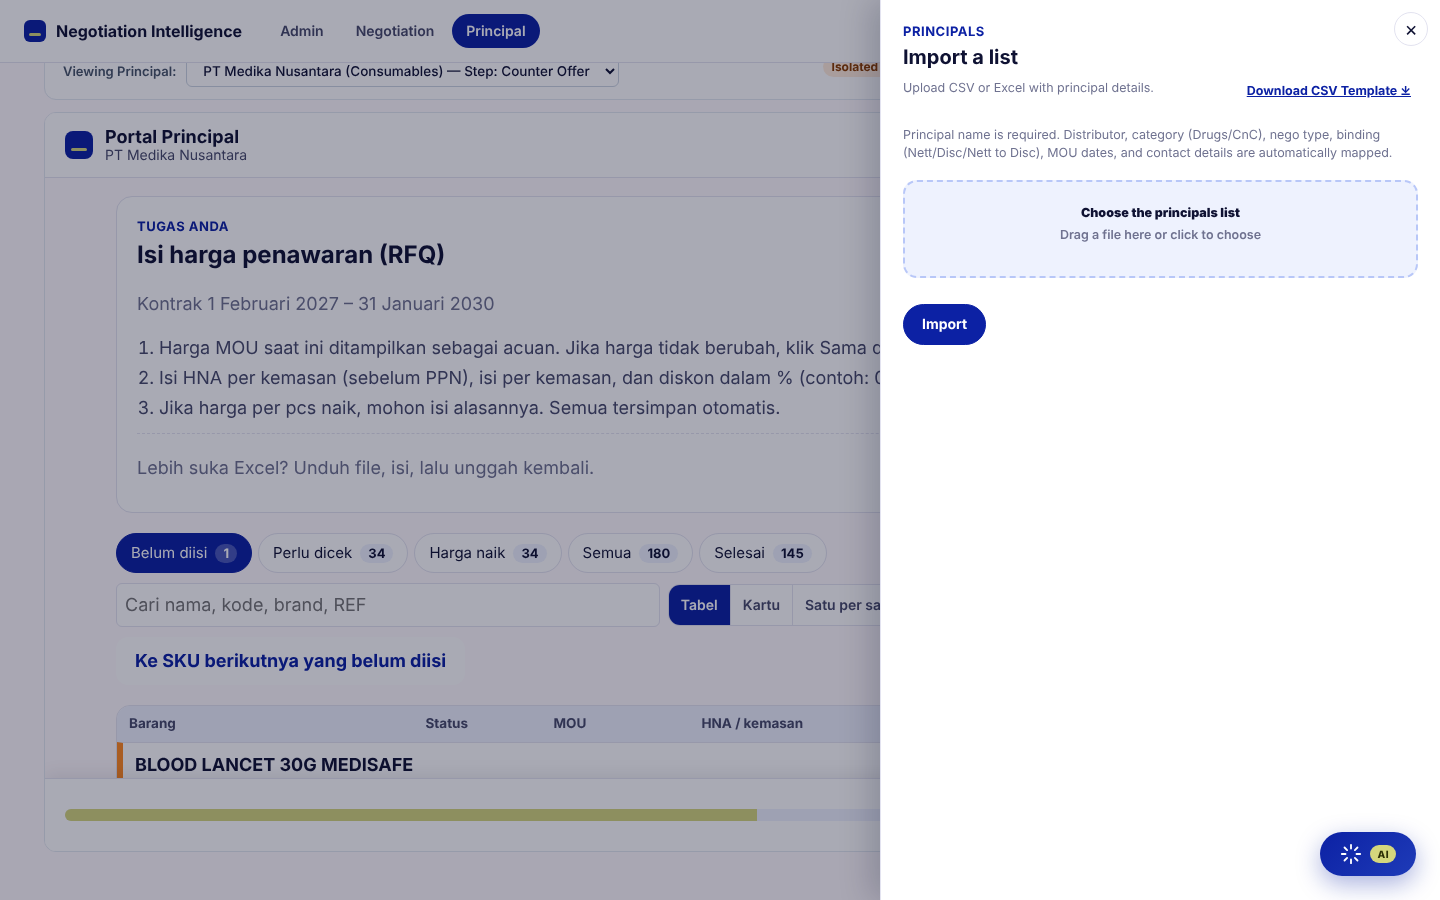 Negotiation Intelligence
Admin
Negotiation
Principal
Viewing Principal:
PT Medika Nusantara (Consumables) — Step: Counter Offer
Isolated
Portal Principal
PT Medika Nusantara
TUGAS ANDA
Isi harga penawaran (RFQ)
Kontrak 1 Februari 2027 – 31 Januari 2030
1. Harga MOU saat ini ditampilkan sebagai acuan. Jika harga tidak berubah, klik Sama
2. Isi HNA per kemasan (sebelum PPN), isi per kemasan, dan diskon dalam % (contoh:
3. Jika harga per pcs naik, mohon isi alasannya. Semua tersimpan otomatis.
Lebih suka Excel? Unduh file, isi, lalu unggah kembali.
Belum diisi 1
Perlu dicek 34
Harga naik 34
Semua 180
Selesai 145
Cari nama, kode, brand, REF
Tabel
Kartu
Satu per sa
Ke SKU berikutnya yang belum diisi
Barang
Status
MOU
HNA / kemasan
BLOOD LANCET 30G MEDISAFE
PRINCIPALS
Import a list
Upload CSV or Excel with principal details.
Download CSV Template
Principal name is required. Distributor, category (Drugs/CnC), nego type, binding
(Nett/Disc/Nett to Disc), MOU dates, and contact details are automatically mapped.
Choose the principals list
Drag a file here or click to choose
Import
AI